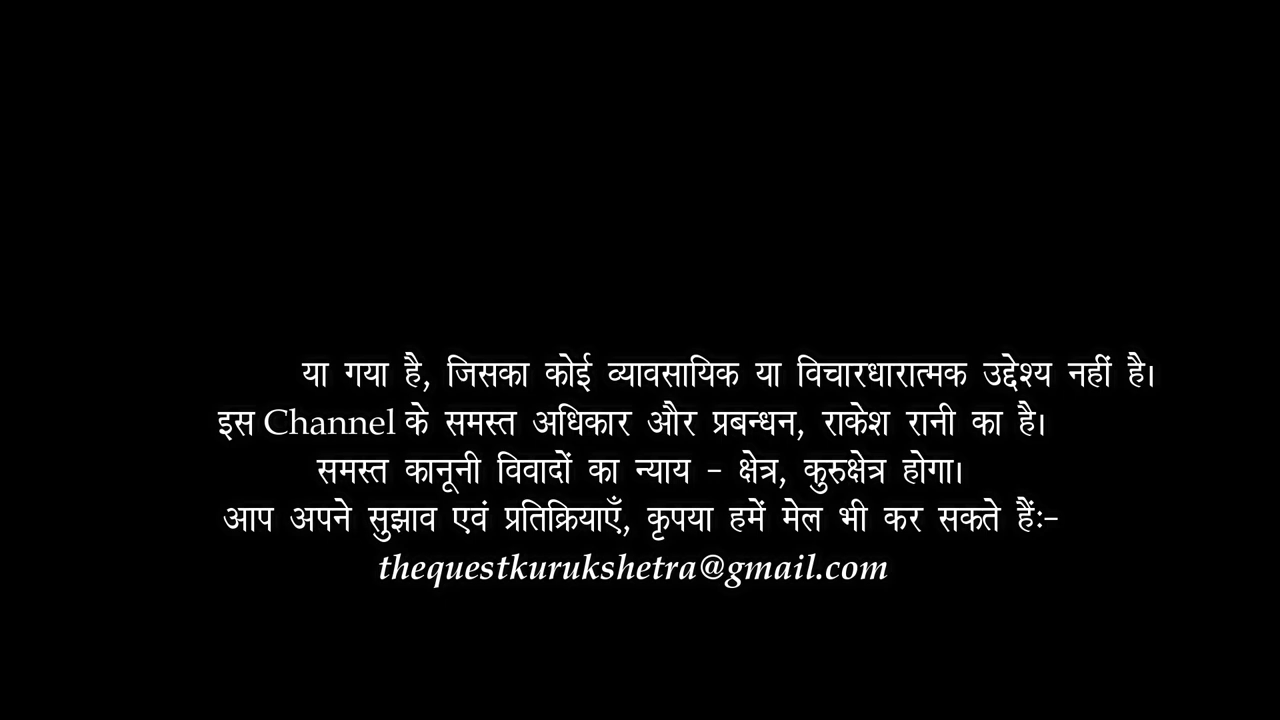 या गया है, जिसका कोई व्यावसायिक या विचारधारात्मक उद्देश्य नहीं है।
इस Channel के समस्त अधिकार और प्रबन्धन, राकेश रानी का है।
समस्त कानूनी विवादों का न्याय - क्षेत्र, कुरुक्षेत्र होगा।
आप अपने सुझाव एवं प्रतिक्रियाएँ, कृपया हमें मेल भी कर सकते हैंः-
thequestkurukshetra@gmail.com